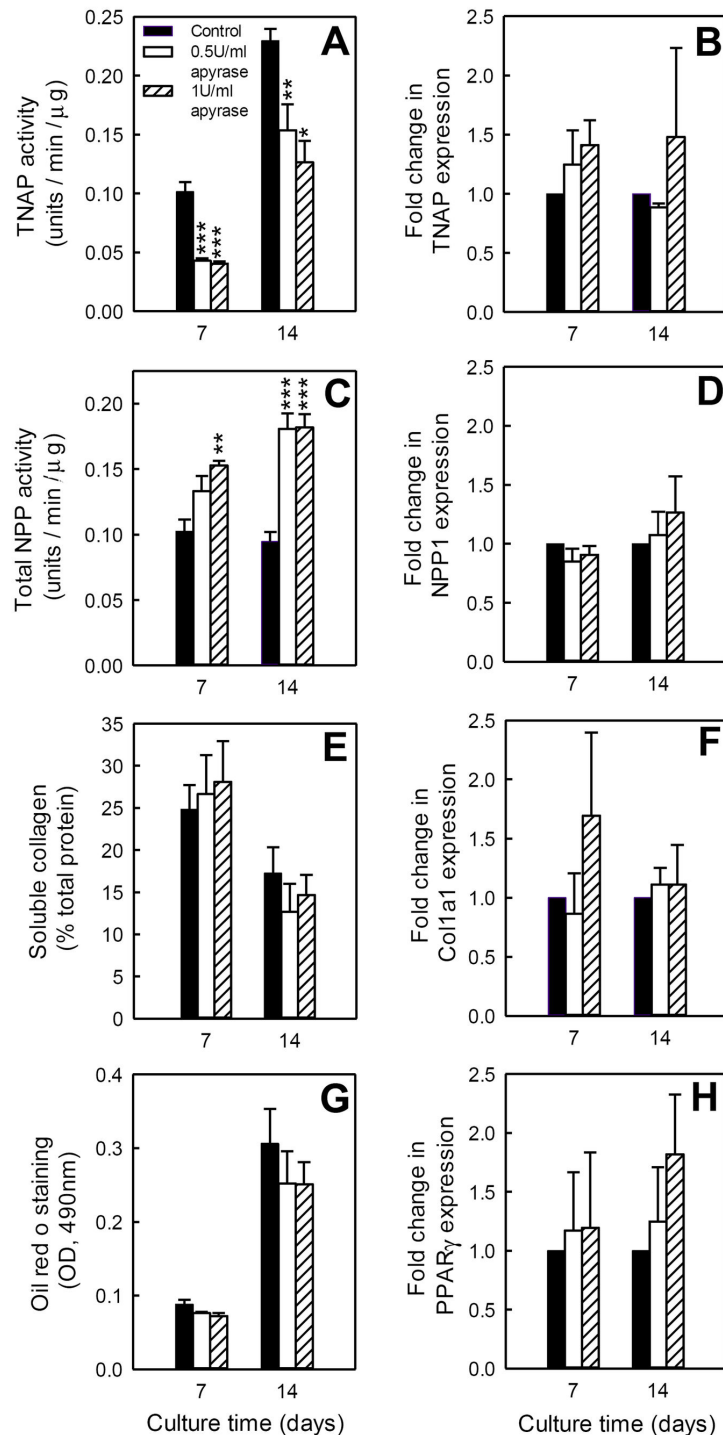 A
Control
0.5U/ml
apyrase
1U/ml
apyrase
TNAP activity
(units / min / μg)
0.25
0.20
0.15
0.10
0.05
0.00
***
***
**
*
7
14
B
Fold change in
TNAP expression
2.5
2.0
1.5
1.0
0.5
0.0
7
14
C
Total NPP activity
(units / min / μg)
0.20
0.15
0.10
0.05
0.00
**
***
***
7
14
D
Fold change in
NPP1 expression
2.5
2.0
1.5
1.0
0.5
0.0
7
14
E
Soluble collagen
(% total protein)
35
30
25
20
15
10
5
0
7
14
F
Fold change in
Col1a1 expression
2.5
2.0
1.5
1.0
0.5
0.0
7
14
G
Oil red o staining
(OD, 490nm)
0.4
0.3
0.2
0.1
0.0
7
14
Culture time (days)
H
Fold change in
PPARγ expression
2.5
2.0
1.5
1.0
0.5
0.0
7
14
Culture time (days)